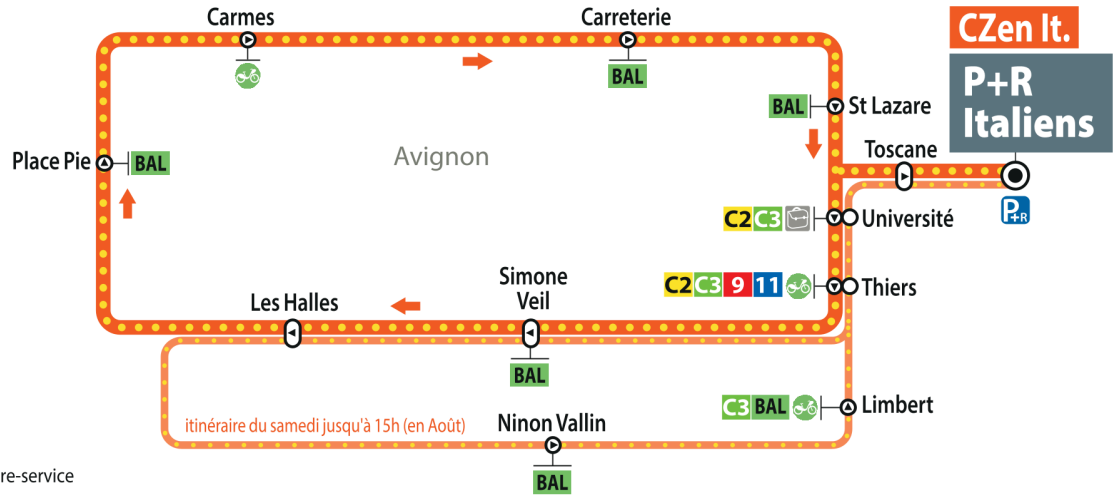 Carmes
Carreterie
CZen It.
P+R
Italiens
BAL
BAL
St Lazare
Toscane
Place Pie
BAL
Avignon
P+R
C2 C3
Université
C2 C3 9 11
Thiers
Simone
Veil
Les Halles
BAL
C3 BAL
Limbert
itinéraire du samedi jusqu'à 15h (en Août)
Ninon Vallin
BAL
re-service